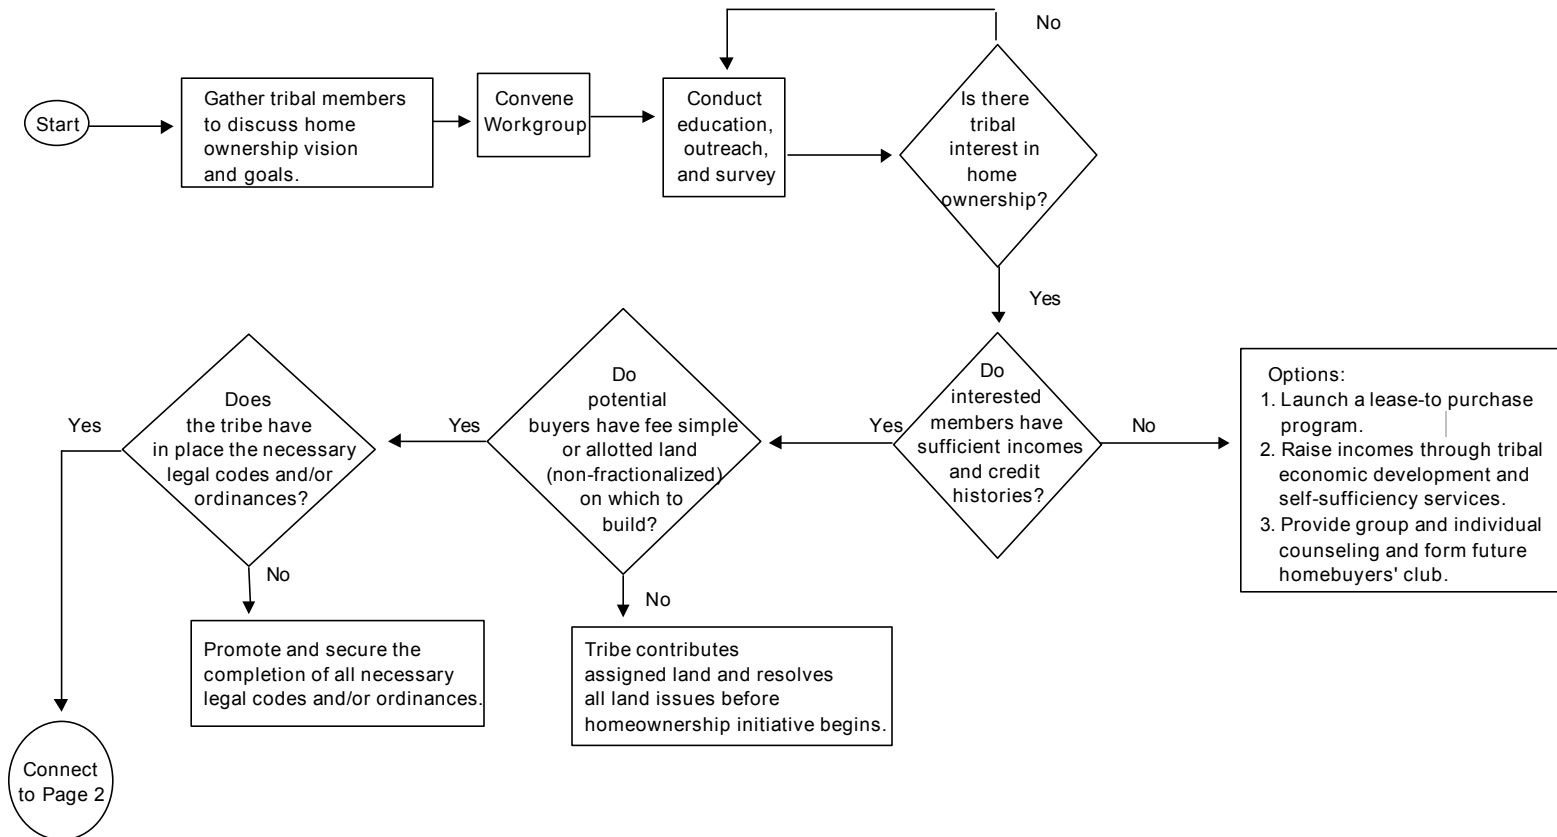 No
Start
Gather tribal members
to discuss home
ownership vision
and goals.
Convene
Workgroup
Conduct
education,
outreach,
and survey
Is there
tribal
interest in
home
ownership?
Yes
Do
interested
members have
sufficient incomes
and credit
histories?
No
Options:
1. Launch a lease-to purchase
program.
2. Raise incomes through tribal
economic development and
self-sufficiency services.
3. Provide group and individual
counseling and form future
homebuyers' club.
Yes
Do
potential
buyers have fee simple
or allotted land
(non-fractionalized)
on which to
build?
No
Tribe contributes
assigned land and resolves
all land issues before
homeownership initiative begins.
Yes
Does
the tribe have
in place the necessary
legal codes and/or
ordinances?
No
Promote and secure the
completion of all necessary
legal codes and/or ordinances.
Yes
Connect
to Page 2